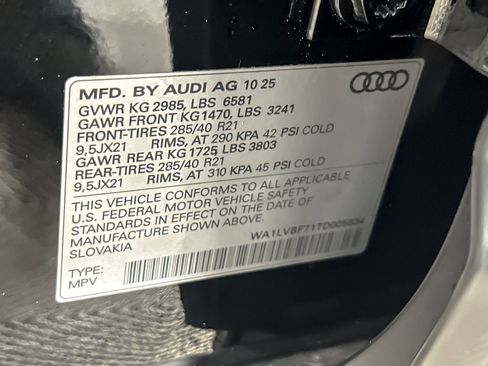 MFD. BY AUDI AG 10 25
GVWR KG 2985, LBS 6581
GAWR FRONT KG1470, LBS 3241
FRONT-TIRES 285/40 R21
9,5JX21 RIMS, AT 290 KPA 42 PSI COLD
GAWR REAR KG 1725 LBS 3803
REAR-TIRES 285/40 R21
9,5JX21 RIMS, AT 310 KPA 45 PSI COLD
THIS VEHICLE CONFORMS TO ALL APPLICABLE
U.S. FEDERAL MOTOR VEHICLE SAFETY
STANDARDS IN EFFECT ON THE DATE OF
MANUFACTURE SHOWN ABOVE.
SLOVAKIA
TYPE:
MPV